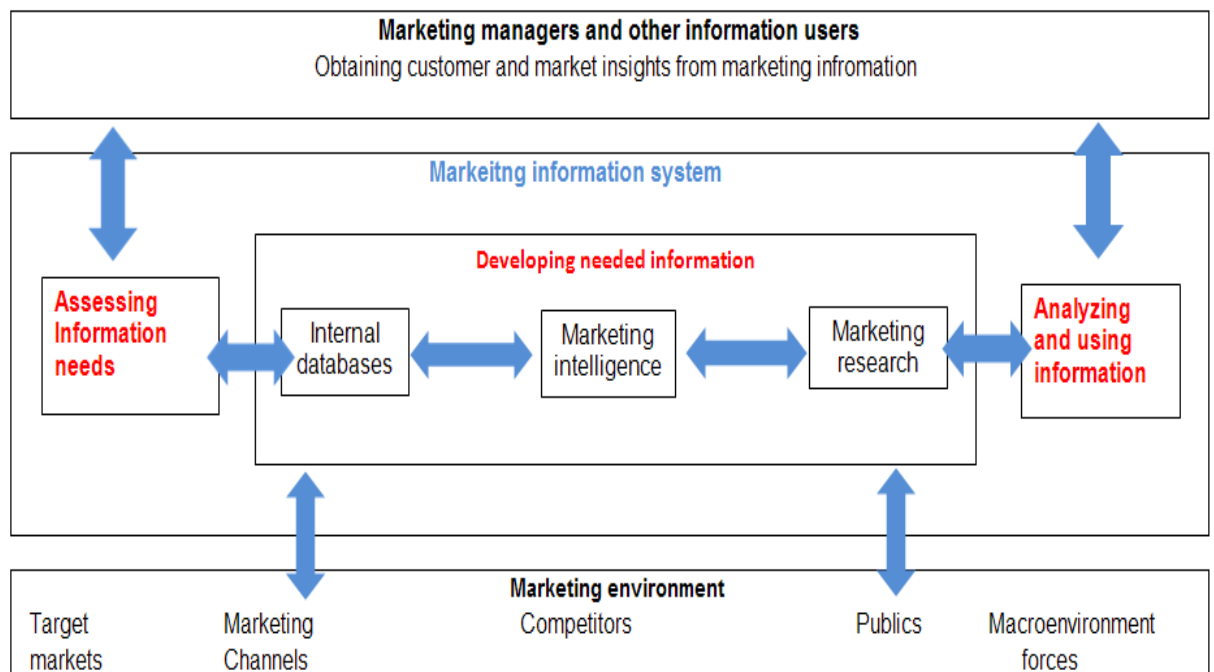 Marketing managers and other information users
Obtaining customer and market insights from marketing infromation
Markeitng information system
Developing needed information
Assessing
Information
needs
Internal
databases
Marketing
intelligence
Marketing
research
Analyzing
and using
information
Marketing environment
Target
markets
Marketing
Channels
Competitors
Publics
Macroenvironment
forces